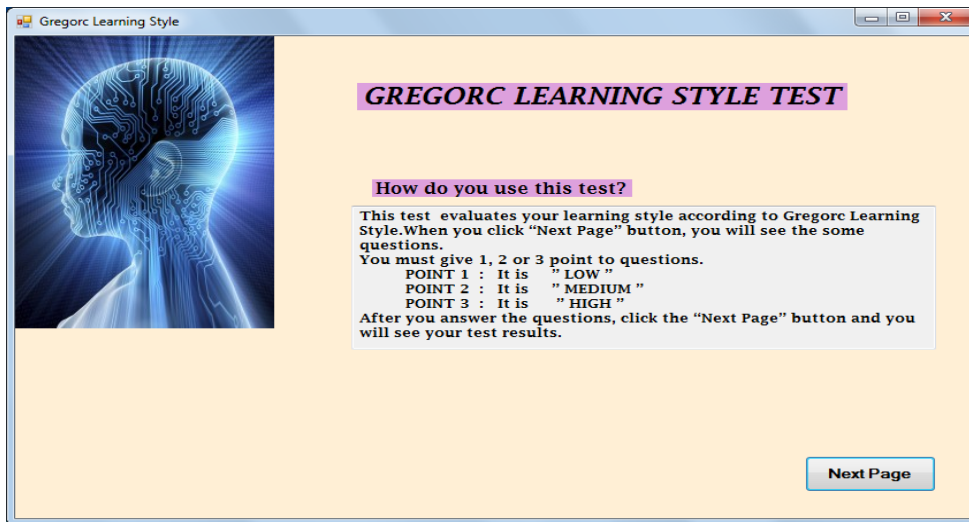 Gregorc Learning Style
GREGORC LEARNING STYLE TEST
How do you use this test?
This test evaluates your learning style according to Gregorc Learning
Style.When you click “Next Page” button, you will see the some
questions.
You must give 1, 2 or 3 point to questions.
POINT 1 : It is ” LOW ”
POINT 2 : It is ” MEDIUM ”
POINT 3 : It is ” HIGH ”
After you answer the questions, click the “Next Page” button and you
will see your test results.
Next Page